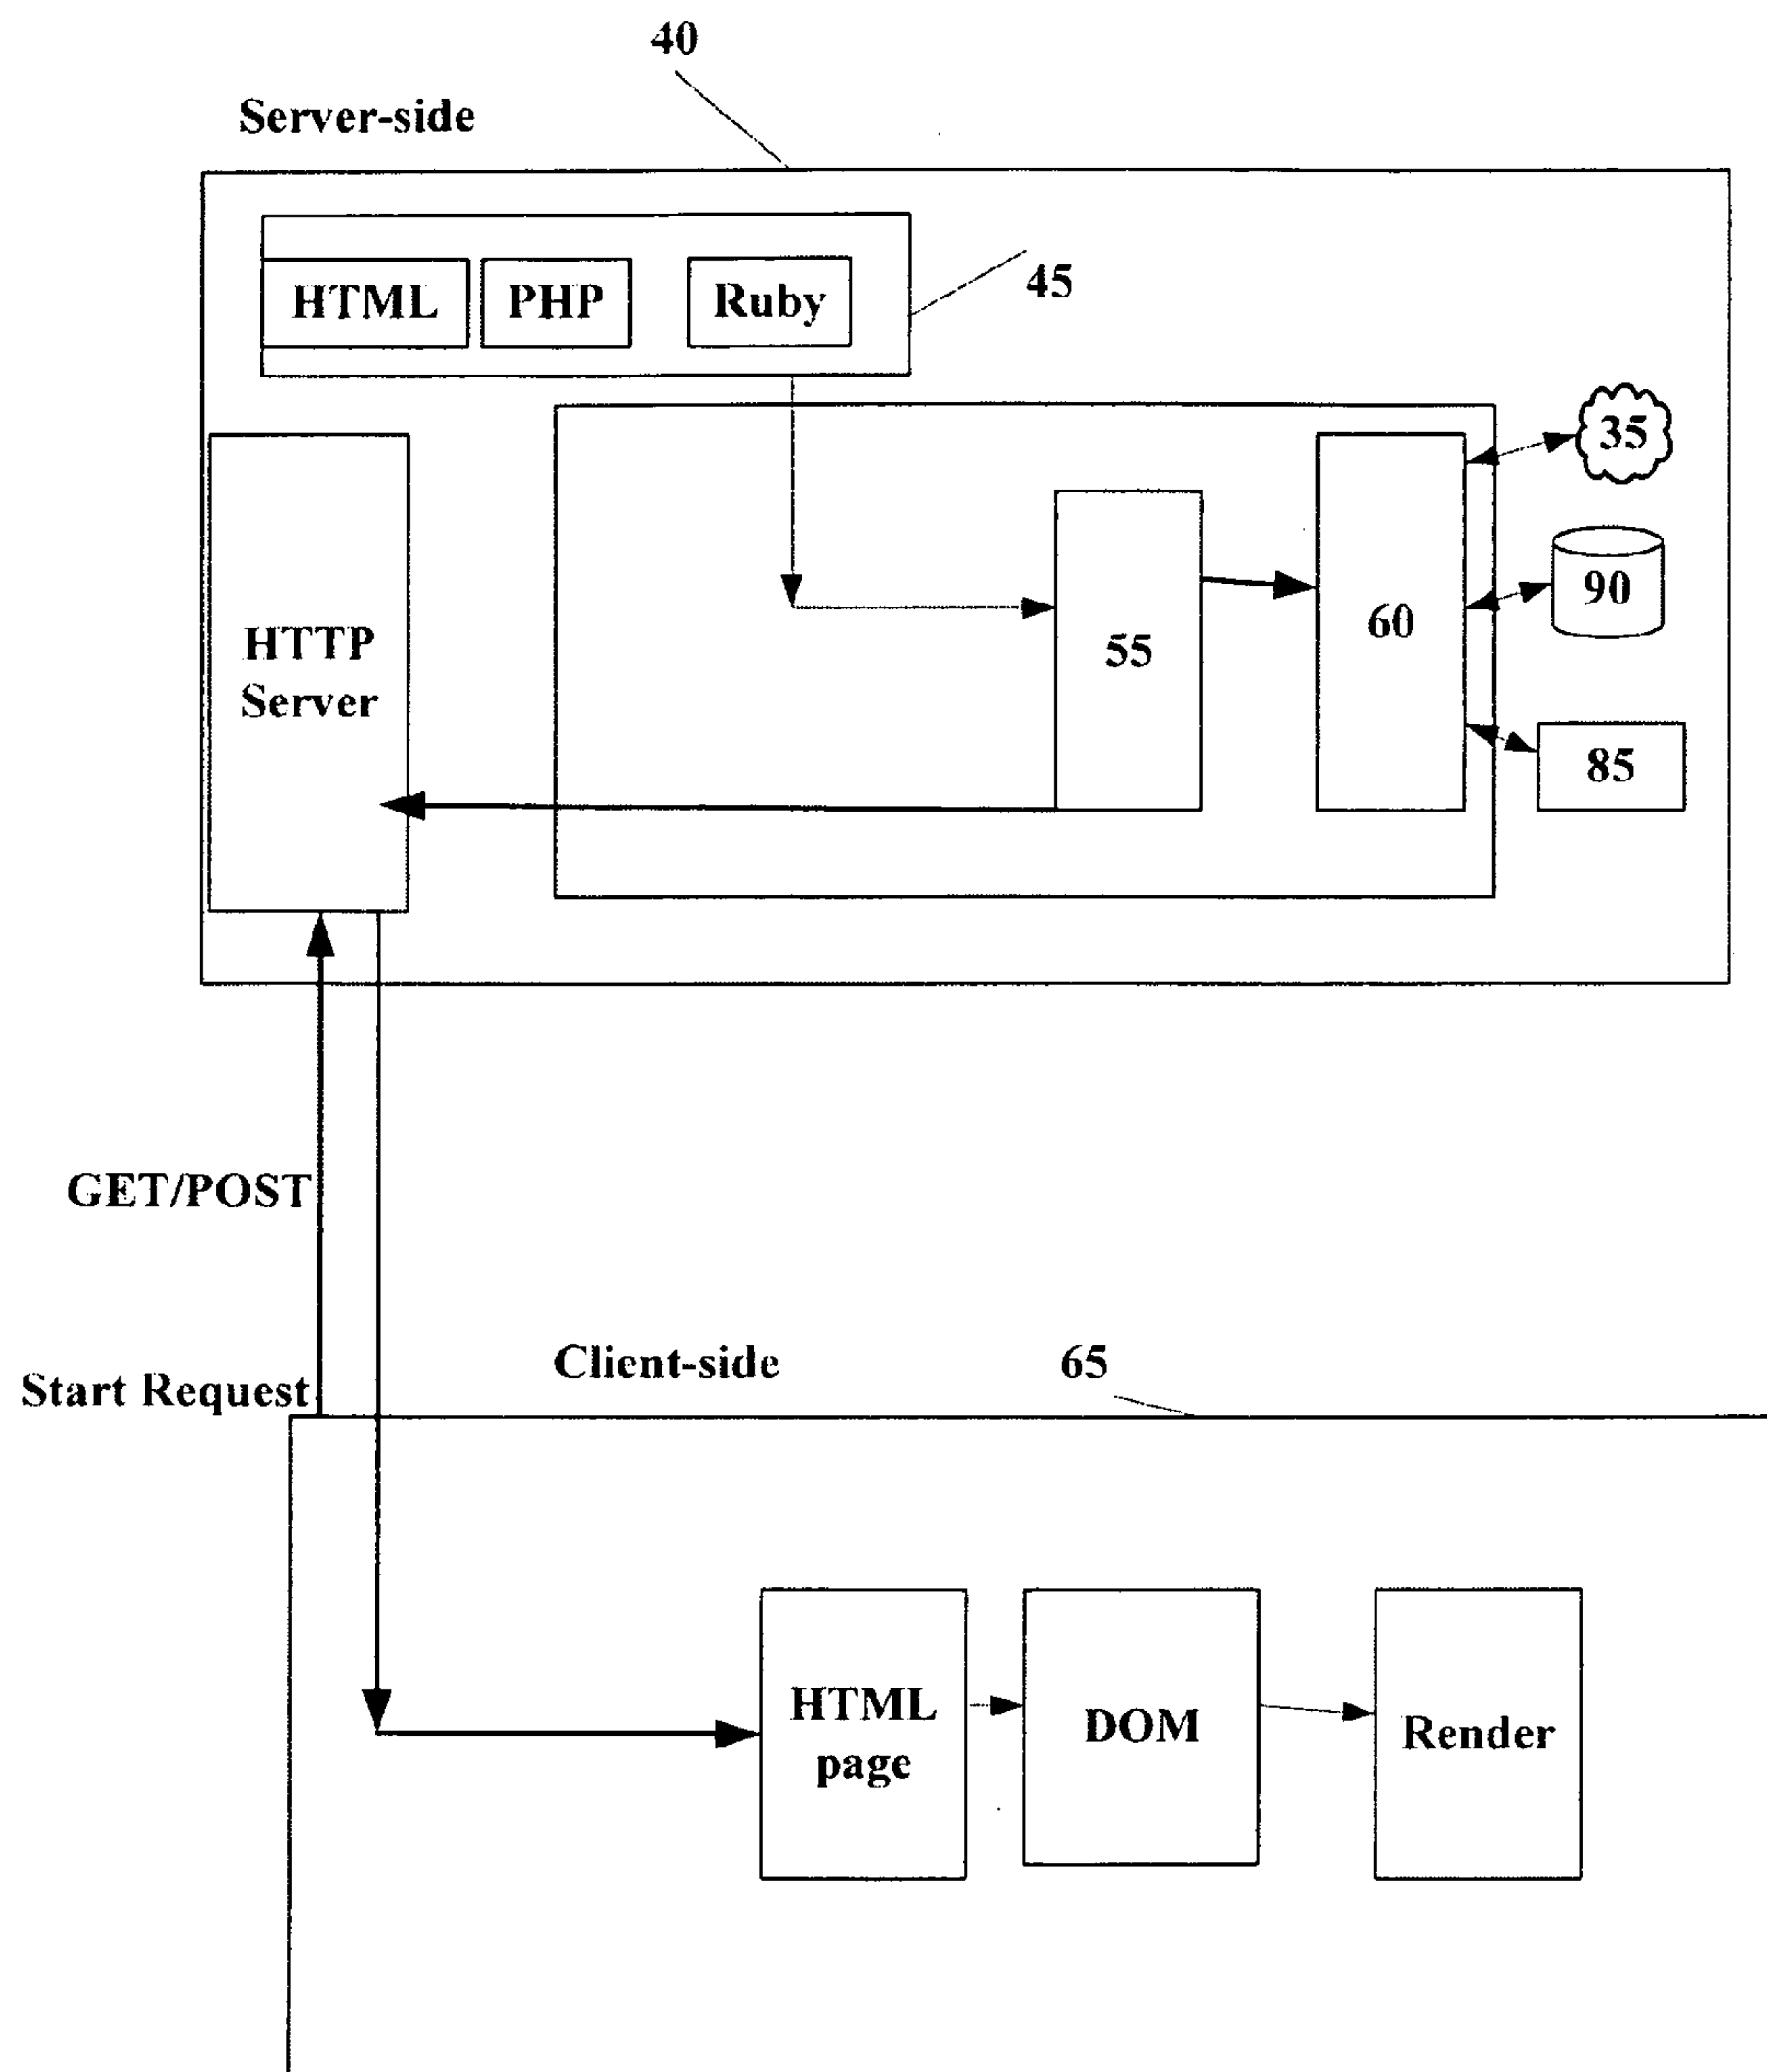 40
Server-side
HTML PHP Ruby
45
35
HTTP
Server
55
60
90
85
GET/POST
Start Request
Client-side
65
HTML
page
DOM
Render